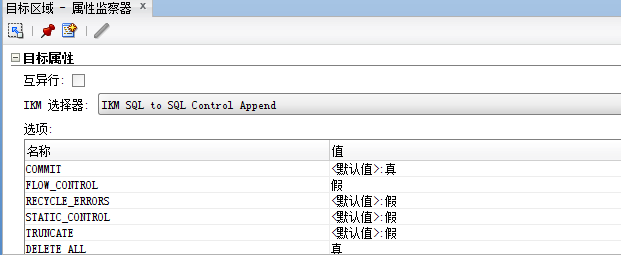 目标区域 - 属性监察器 x
目标属性
互异行:
IKM 选择器: IKM SQL to SQL Control Append
选项:
名称 值
COMMIT <默认值>:真
FLOW_CONTROL 假
RECYCLE_ERRORS <默认值>:假
STATIC_CONTROL <默认值>:假
TRUNCATE <默认值>:假
DELETE_ALL 真